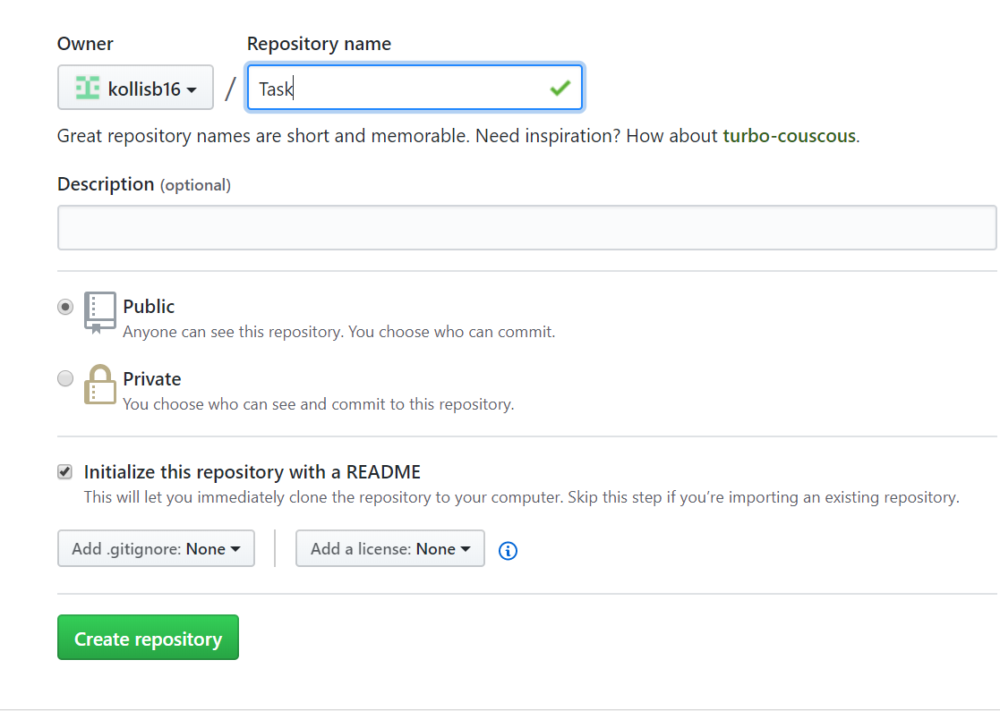 Owner Repository name
kollisb16 / Task
Great repository names are short and memorable. Need inspiration? How about turbo-couscous.
Description (optional)
Public
Anyone can see this repository. You choose who can commit.
Private
You choose who can see and commit to this repository.
Initialize this repository with a README
This will let you immediately clone the repository to your computer. Skip this step if you’re importing an existing repository.
Add .gitignore: None Add a license: None
Create repository